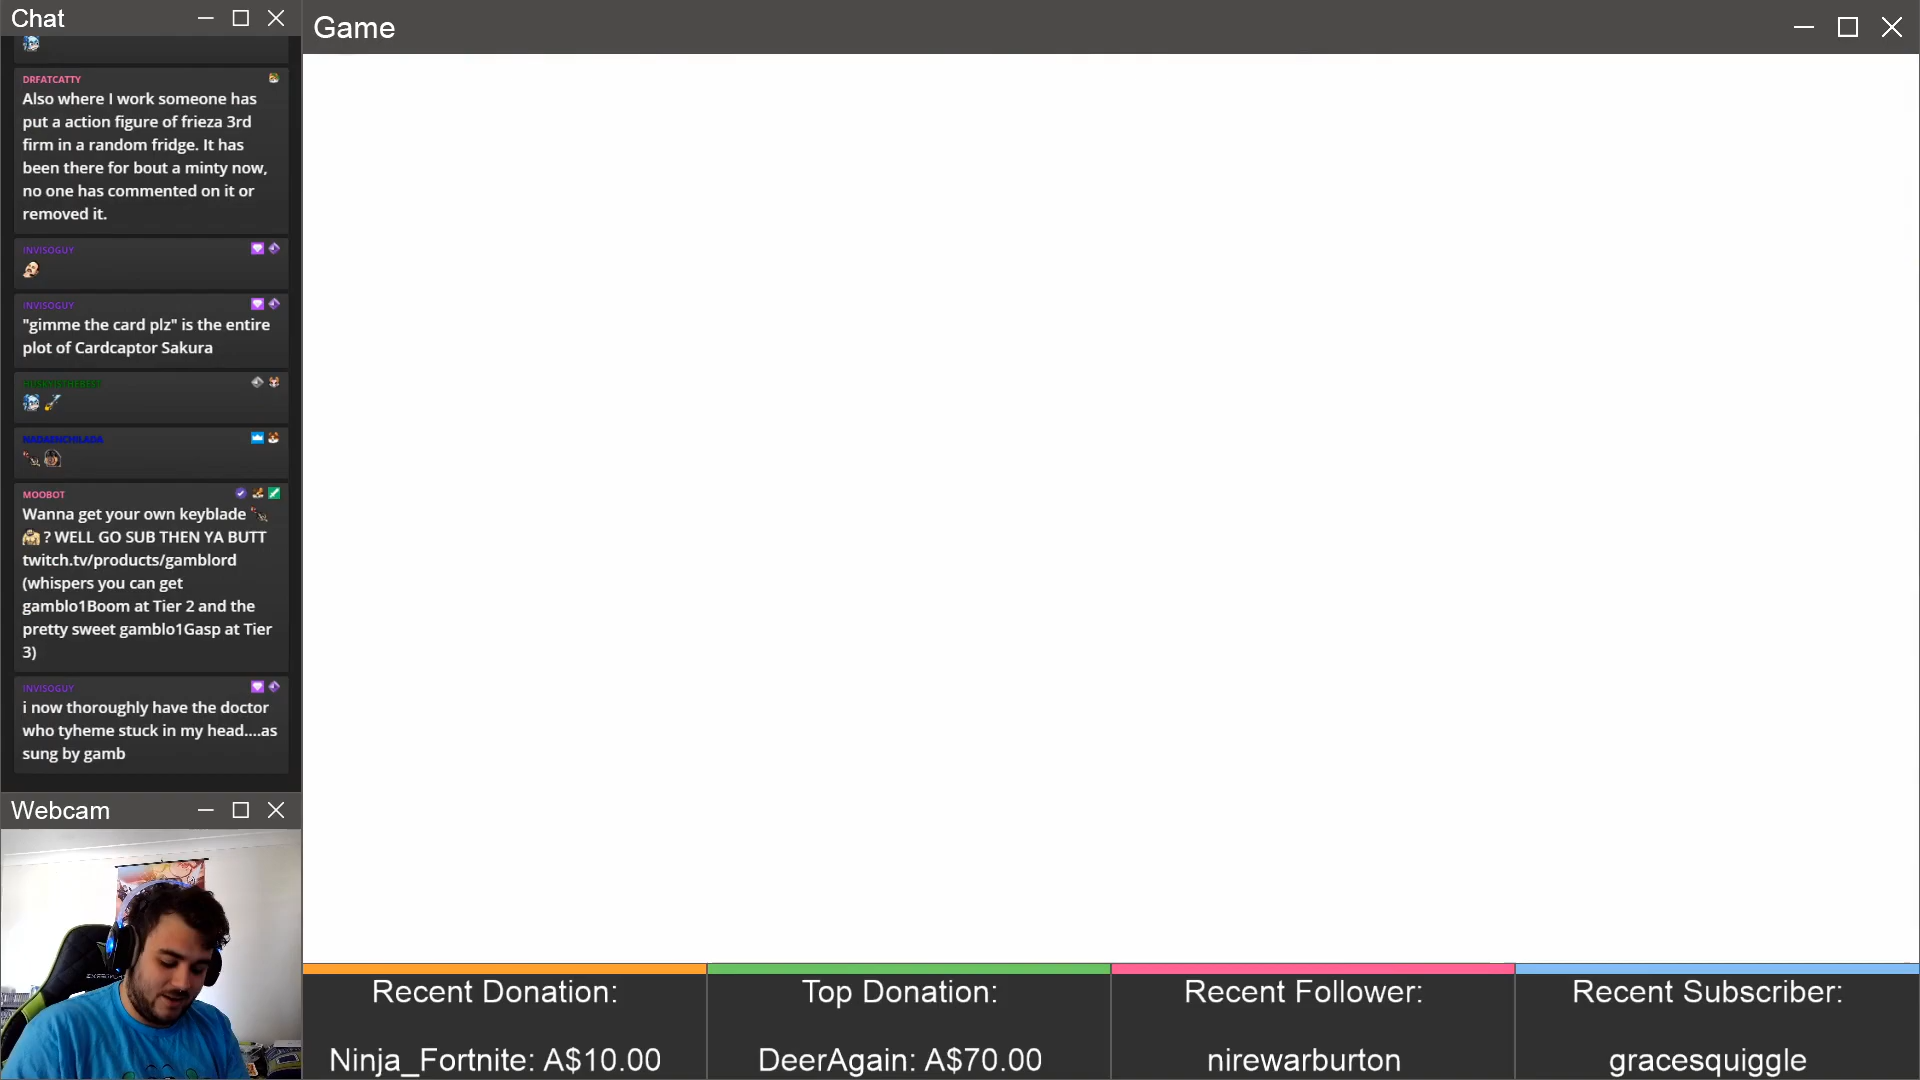 Chat
Game
DRFATCATTY
Also where I work someone has
put a action figure of frieza 3rd
firm in a random fridge. It has
been there for bout a minty now,
no one has commented on it or
removed it.
INVISOGUY
INVISOGUY
"gimme the card plz" is the entire
plot of Cardcaptor Sakura
NADAENCHILADA
MOOBOT
Wanna get your own keyblade
? WELL GO SUB THEN YA BUTT
twitch.tv/products/gamblord
(whispers you can get
gamblo1Boom at Tier 2 and the
pretty sweet gamblo1Gasp at Tier
3)
INVISOGUY
i now thoroughly have the doctor
who tyheme stuck in my head....as
sung by gamb
Webcam
Recent Donation:
Ninja_Fortnite: A$10.00
Top Donation:
DeerAgain: A$70.00
Recent Follower:
nirewarburton
Recent Subscriber:
gracesquiggle